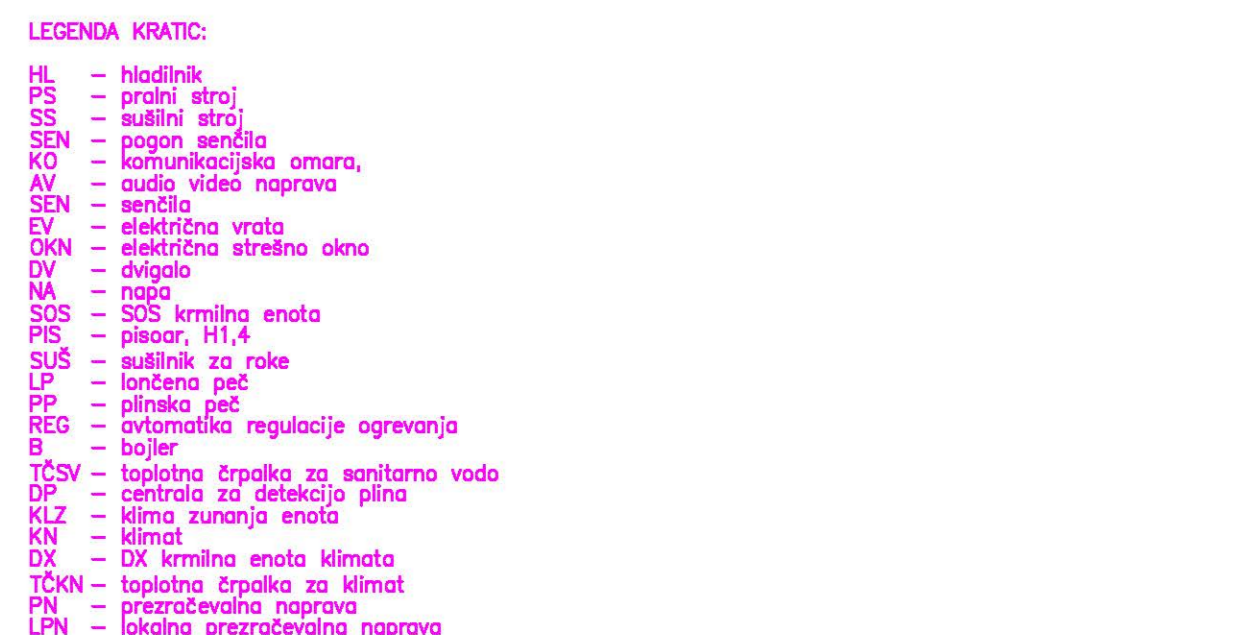 LEGENDA KRATIC:
HL – hladilnik
PS – pralni stroj
SS – sušilni stroj
SEN – pogon senčila
KO – komunikacijska omara,
AV – audio video naprava
SEN – senčila
EV – električna vrata
OKN – električna strešno okno
DV – dvigalo
NA – napa
SOS – SOS krmilna enota
PIS – pisoar, H1,4
SUŠ – sušilnik za roke
LP – lončena peč
PP – plinska peč
REG – avtomatika regulacije ogrevanja
B – bojler
TČSV – toplotna črpalka za sanitarno vodo
DP – centrala za detekcijo plina
KLZ – klima zunanja enota
KN – klimat
DX – DX krmilna enota klimata
TČKN – toplotna črpalka za klimat
PN – prezračevalna naprava
LPN – lokalna prezračevalna naprava